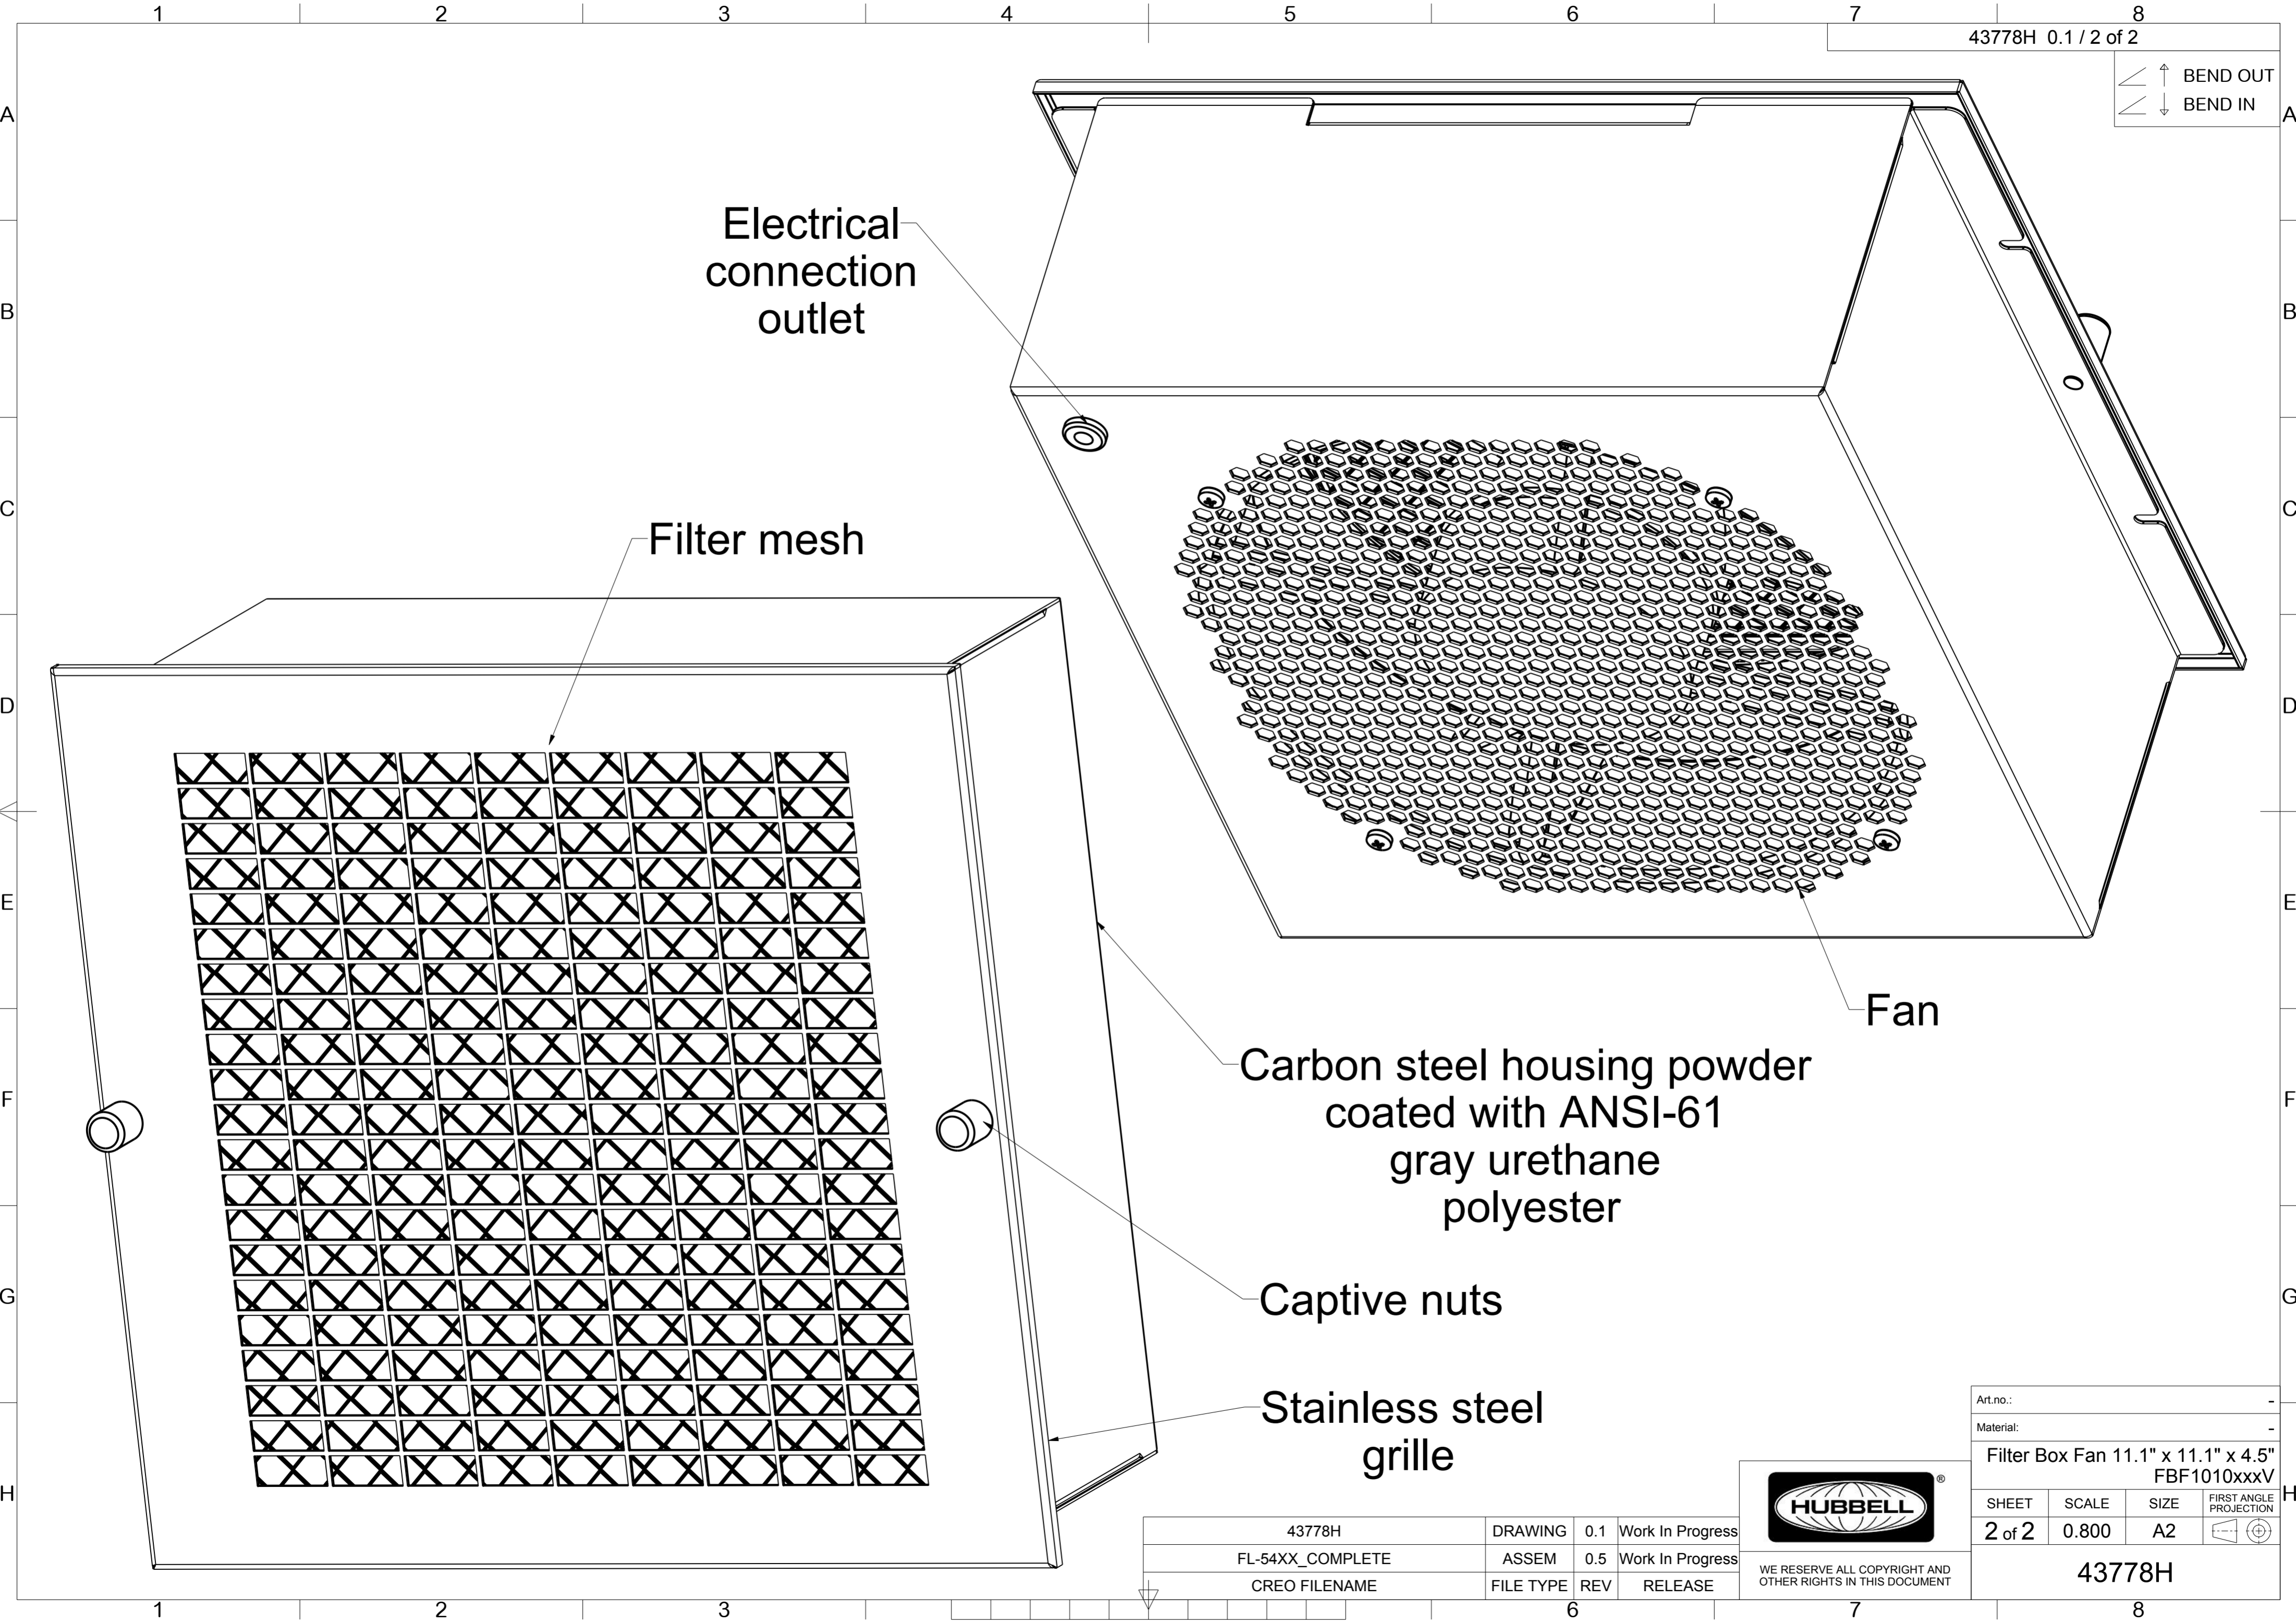 1 2 3 4 5 6 7 8
43778H 0.1 / 2 of 2
BEND OUT
BEND IN
A A
B B
C C
D D
E E
F F
G G
H H
Electrical
connection
outlet
Filter mesh
Fan
Carbon steel housing powder
coated with ANSI-61
gray urethane
polyester
Captive nuts
Stainless steel
grille
43778H DRAWING 0.1 Work In Progress
FL-54XX_COMPLETE ASSEM 0.5 Work In Progress
CREO FILENAME FILE TYPE REV RELEASE
HUBBELL ®
WE RESERVE ALL COPYRIGHT AND
OTHER RIGHTS IN THIS DOCUMENT
Art.no.: -
Material: -
Filter Box Fan 11.1" x 11.1" x 4.5"
FBF1010xxxV
SHEET SCALE SIZE FIRST ANGLE
PROJECTION
2 of 2 0.800 A2
43778H
1 2 3 6 7 8